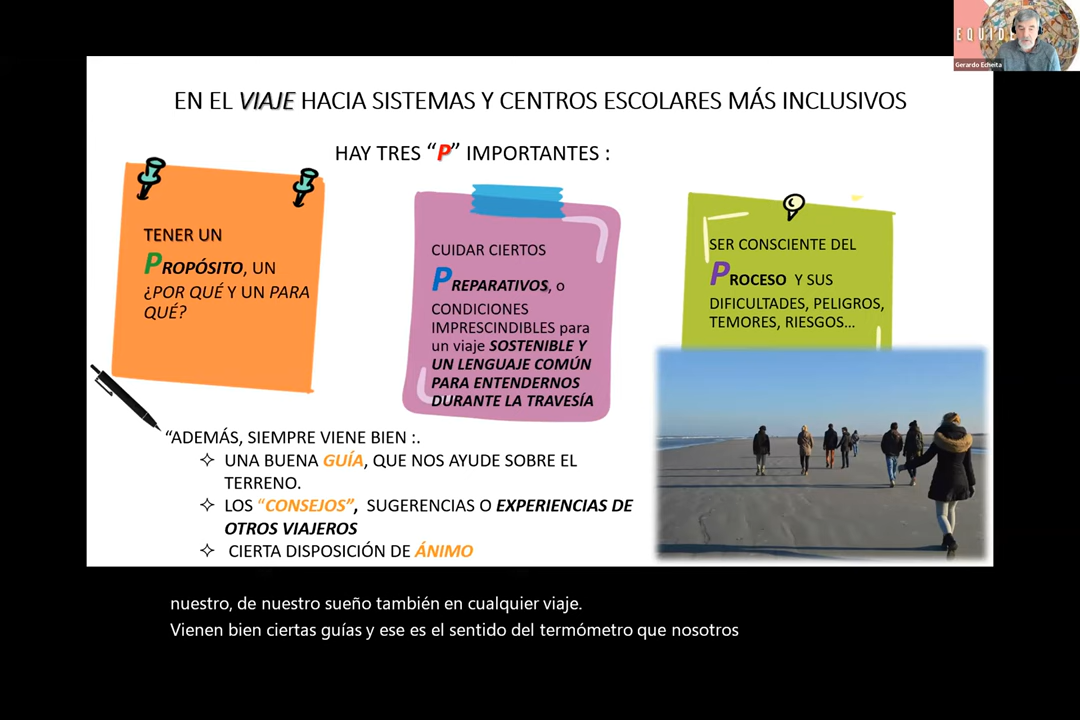 EQUIDE
Gerardo Echeita
EN EL VIAJE HACIA SISTEMAS Y CENTROS ESCOLARES MÁS INCLUSIVOS
HAY TRES “P” IMPORTANTES :
TENER UN
PROPÓSITO, UN
¿POR QUÉ Y UN PARA
QUÉ?
CUIDAR CIERTOS
PREPARATIVOS, o
CONDICIONES
IMPRESCINDIBLES para
un viaje SOSTENIBLE Y
UN LENGUAJE COMÚN
PARA ENTENDERNOS
DURANTE LA TRAVESÍA
SER CONSCIENTE DEL
PROCESO Y SUS
DIFICULTADES, PELIGROS,
TEMORES, RIESGOS...
“ADEMÁS, SIEMPRE VIENE BIEN :.
UNA BUENA GUÍA, QUE NOS AYUDE SOBRE EL
TERRENO.
LOS “CONSEJOS”, SUGERENCIAS O EXPERIENCIAS DE
OTROS VIAJEROS
CIERTA DISPOSICIÓN DE ÁNIMO
nuestro, de nuestro sueño también en cualquier viaje.
Vienen bien ciertas guías y ese es el sentido del termómetro que nosotros